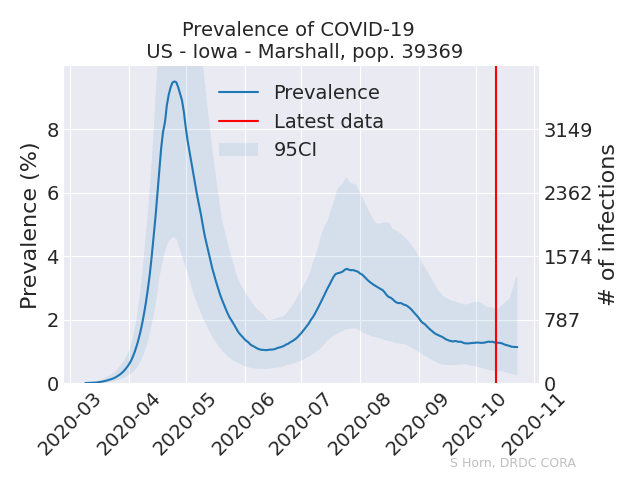 Prevalence of COVID-19
US - Iowa - Marshall, pop. 39369
Prevalence
Latest data
95CI
Prevalence (%)
8
6
4
2
0
3149
2362
1574
787
0
# of infections
2020-03
2020-04
2020-05
2020-06
2020-07
2020-08
2020-09
2020-10
2020-11
S Horn, DRDC CORA